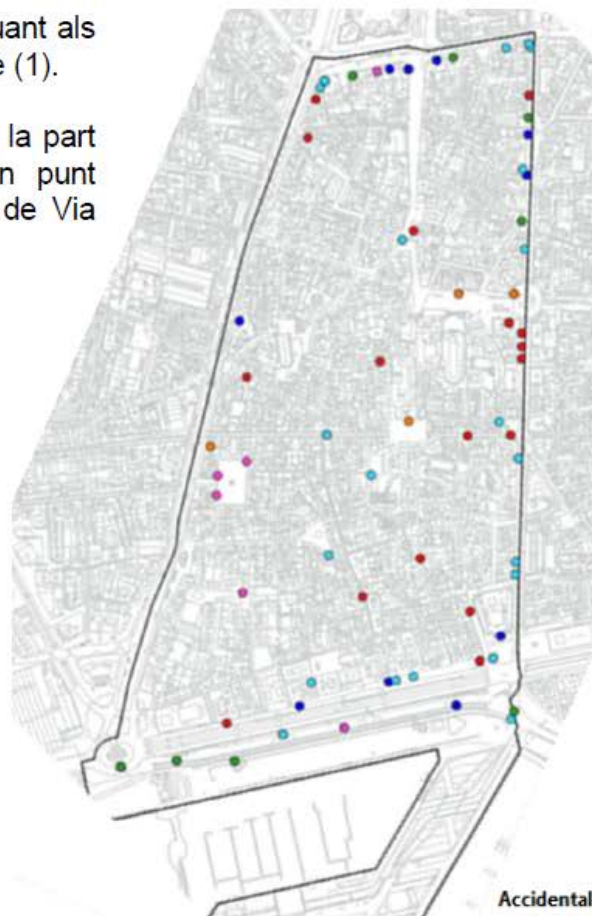 uant als
e (1).
la part
n punt
de Via
Accidental